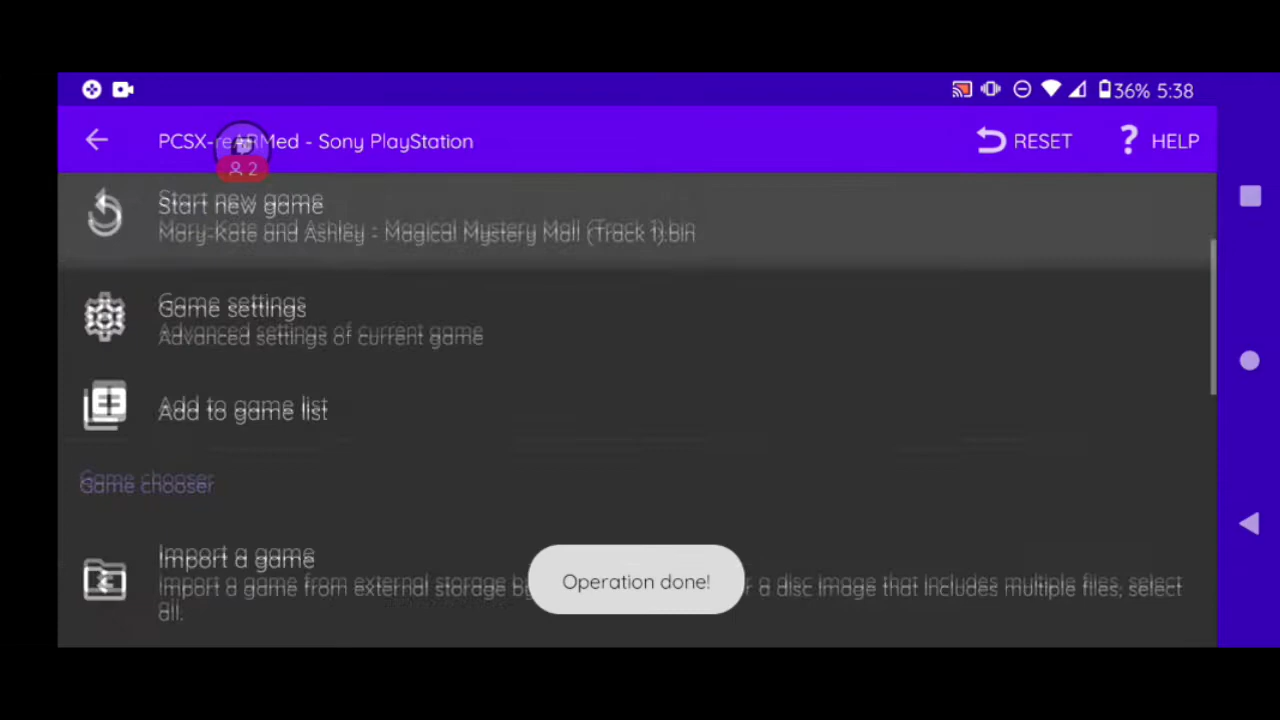 36% 5:38
PCSX-reARMed - Sony PlayStation
RESET
HELP
2
Start new game
Mary-Kate and Ashley - Magical Mystery Mall (Track 1).bin
Game settings
Advanced settings of current game
Add to game list
Game chooser
Import a game
Import a game from external storage b r a disc image that includes multiple files, select
all.
Operation done!